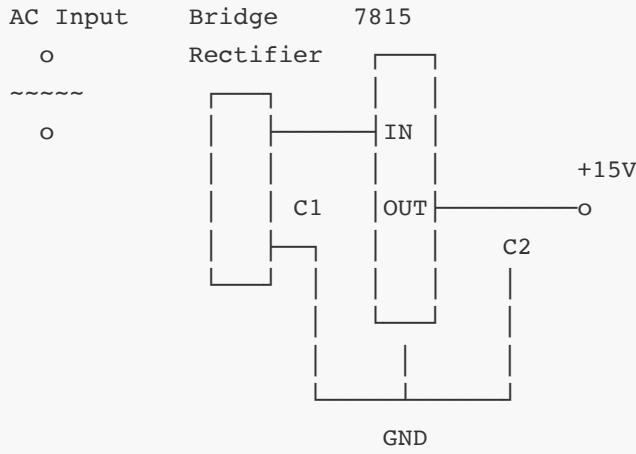 AC Input Bridge 7815
o Rectifier
~~~~~
o IN
+15V
C1 OUT o
C2
GND